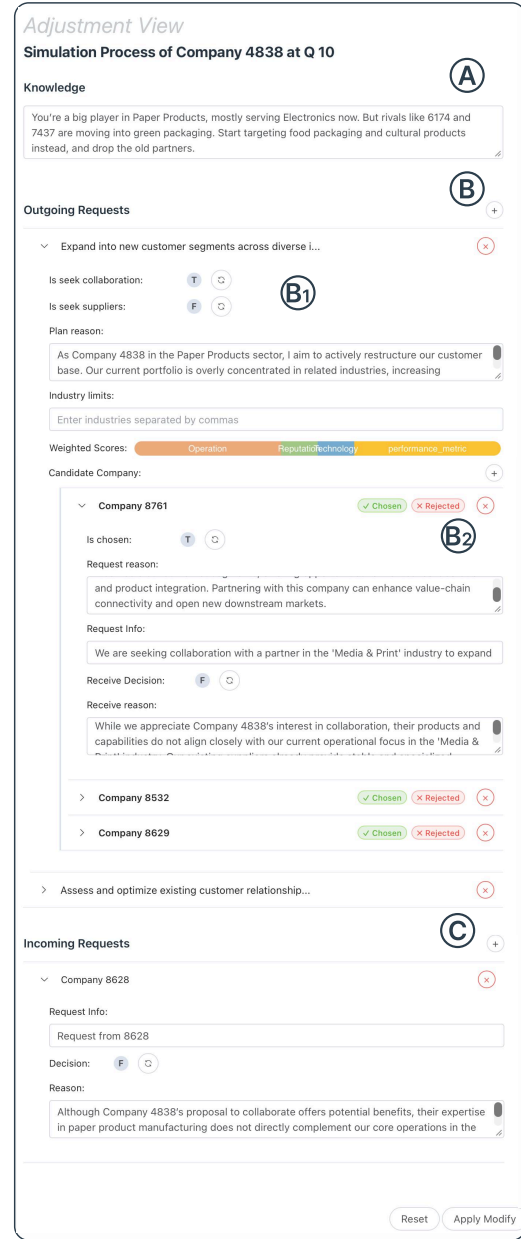 Adjustment View
Simulation Process of Company 4838 at Q 10
A
Knowledge
You're a big player in Paper Products, mostly serving Electronics now. But rivals like 6174 and
7437 are moving into green packaging. Start targeting food packaging and cultural products
instead, and drop the old partners.
B
Outgoing Requests
+
Expand into new customer segments across diverse i...
Is seek collaboration: T
B1
Is seek suppliers: F
Plan reason:
As Company 4838 in the Paper Products sector, I aim to actively restructure our customer
base. Our current portfolio is overly concentrated in related industries, increasing
Industry limits:
Enter industries separated by commas
Weighted Scores: Operation Reputation Technology performance_metric
Candidate Company:
+
Company 8761 ✓ Chosen × Rejected ×
B2
Is chosen: T
Request reason:
and product integration. Partnering with this company can enhance value-chain
connectivity and open new downstream markets.
Request Info:
We are seeking collaboration with a partner in the 'Media & Print' industry to expand
Receive Decision: F
Receive reason:
While we appreciate Company 4838's interest in collaboration, their products and
capabilities do not align closely with our current operational focus in the 'Media &
Company 8532 ✓ Chosen × Rejected ×
Company 8629 ✓ Chosen × Rejected ×
Assess and optimize existing customer relationship...
C
Incoming Requests
+
Company 8628
Request Info:
Request from 8628
Decision: F
Reason:
Although Company 4838's proposal to collaborate offers potential benefits, their expertise
in paper product manufacturing does not directly complement our core operations in the
Reset Apply Modify